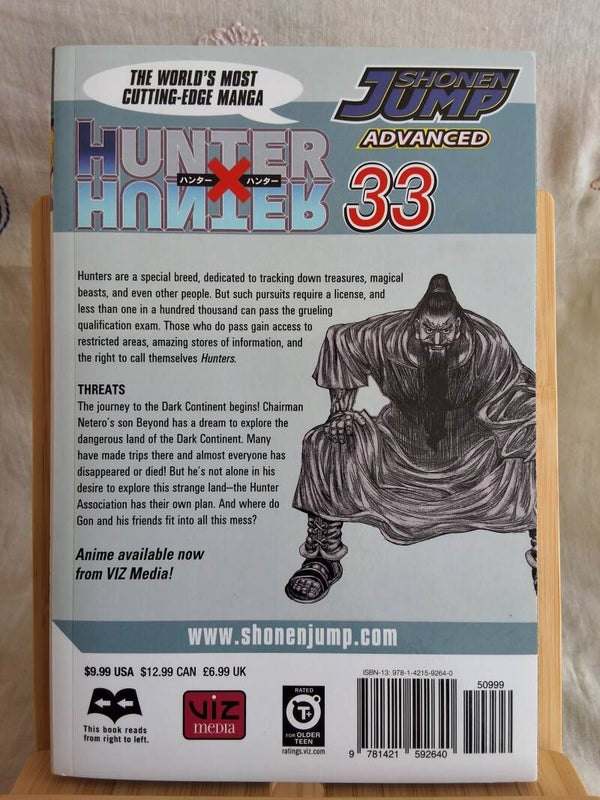 THE WORLD'S MOST
CUTTING-EDGE MANGA
SHONEN
JUMP
ADVANCED
HUNTER
ハンター X ハンター
HUNTER
33
Hunters are a special breed, dedicated to tracking down treasures, magical
beasts, and even other people. But such pursuits require a license, and
less than one in a hundred thousand can pass the grueling
qualification exam. Those who do pass gain access to
restricted areas, amazing stores of information, and
the right to call themselves Hunters.
THREATS
The journey to the Dark Continent begins! Chairman
Netero's son Beyond has a dream to explore the
dangerous land of the Dark Continent. Many
have made trips there and almost everyone has
disappeared or died! But he's not alone in his
desire to explore this strange land—the Hunter
Association has their own plan. And where do
Gon and his friends fit into all this mess?
Anime available now
from VIZ Media!
www.shonenjump.com
$9.99 USA $12.99 CAN £6.99 UK
This book reads
from right to left.
VIZ
media
RATED
T+
FOR OLDER
TEEN
ratings.viz.com
ISBN-13: 978-1-4215-9264-0
50999
9 781421 592640